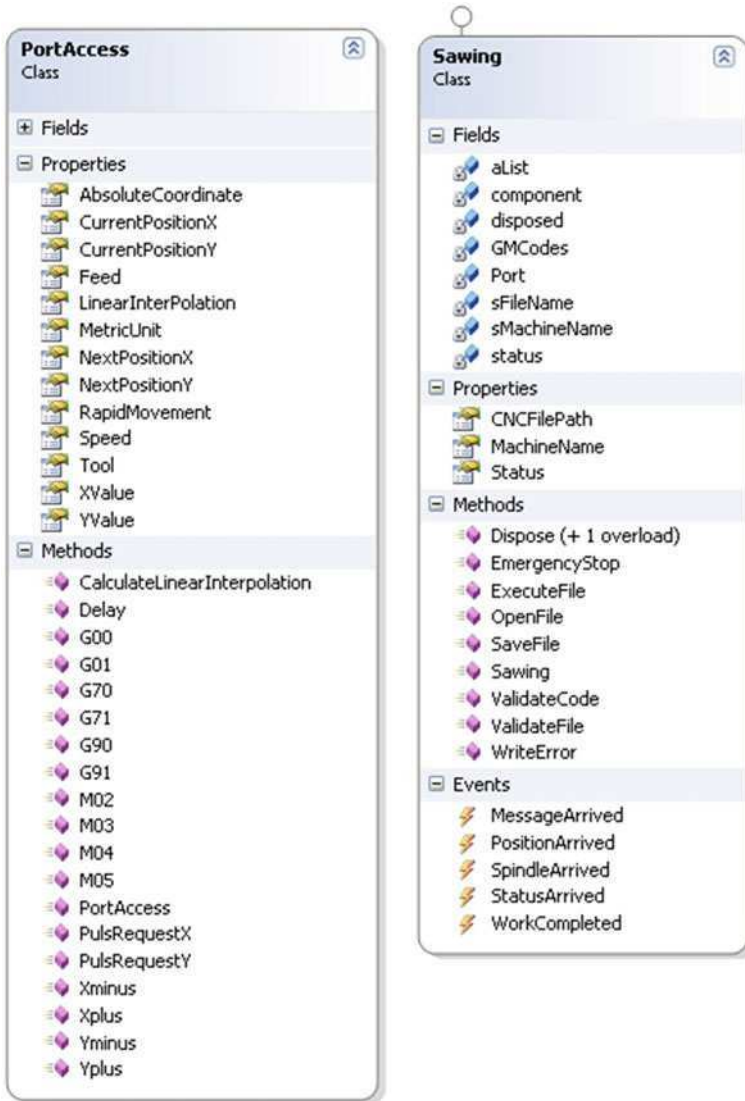 PortAccess
Class
Fields
Properties
AbsoluteCoordinate
CurrentPositionX
CurrentPositionY
Feed
LinearInterPolation
MetricUnit
NextPositionX
NextPositionY
RapidMovement
Speed
Tool
XValue
YValue
Methods
CalculateLinearInterpolation
Delay
G00
G01
G70
G71
G90
G91
M02
M03
M04
M05
PortAccess
PulsRequestX
PulsRequestY
Xminus
Xplus
Yminus
Yplus
Sawing
Class
Fields
aList
component
disposed
GMCodes
Port
sFileName
sMachineName
status
Properties
CNCFilePath
MachineName
Status
Methods
Dispose (+ 1 overload)
EmergencyStop
ExecuteFile
OpenFile
SaveFile
Sawing
ValidateCode
ValidateFile
WriteError
Events
MessageArrived
PositionArrived
SpindleArrived
StatusArrived
WorkCompleted